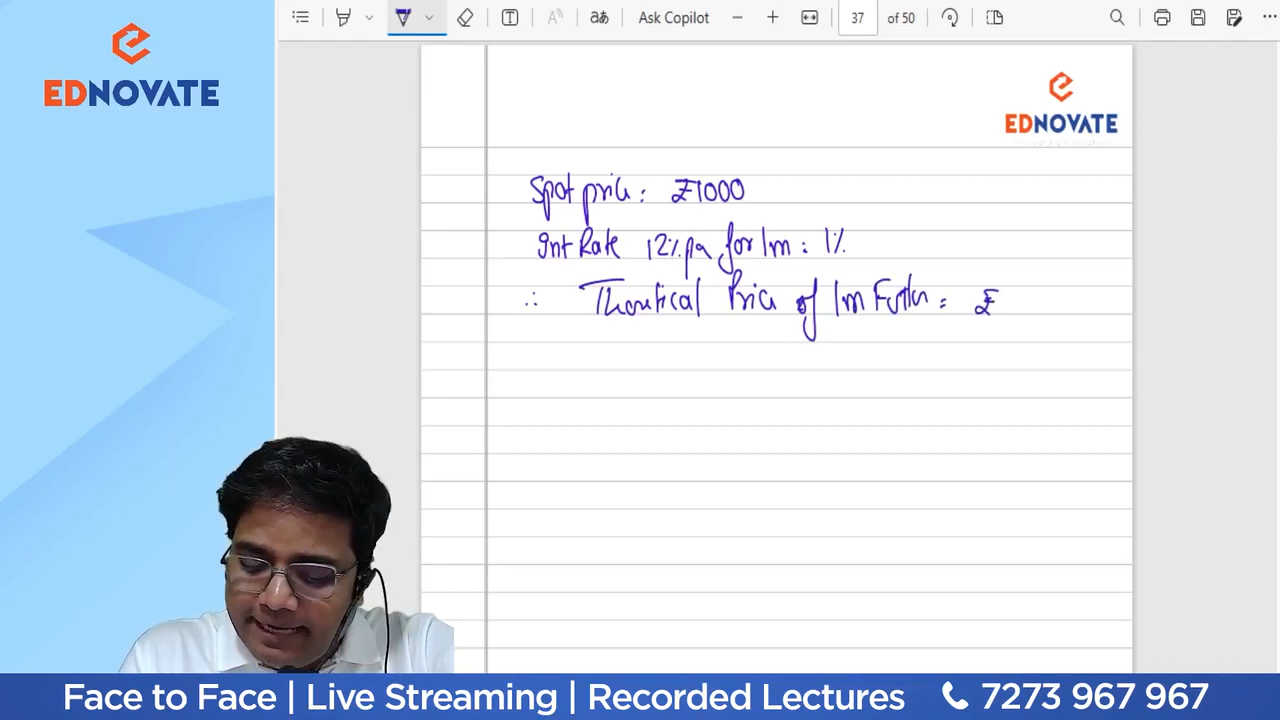 EDNOVATE
Ask Copilot
37 of 50
EDNOVATE
Spot price : ₹1000
Int Rate 12% pa for 1m : 1%
∴ Theoretical Price of 1m = ₹
Face to Face | Live Streaming | Recorded Lectures 7273 967 967